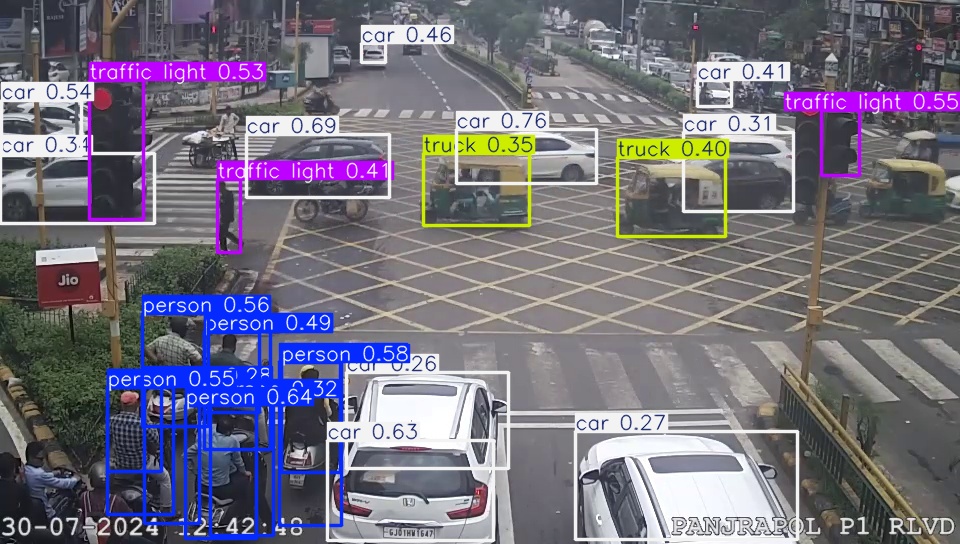 car 0.46
traffic light 0.53
car 0.41
car 0.54
traffic light 0.55
car 0.34
car 0.69
car 0.76
car 0.31
truck 0.35
truck 0.40
traffic light 0.41
Jio
person 0.56
person 0.49
person 0.58
0.26
person 0.55
.28
0.32
person 0.64
car 0.63
car 0.27
30-07-2024 12:42:48
PANJRAPOL P1 RLVD